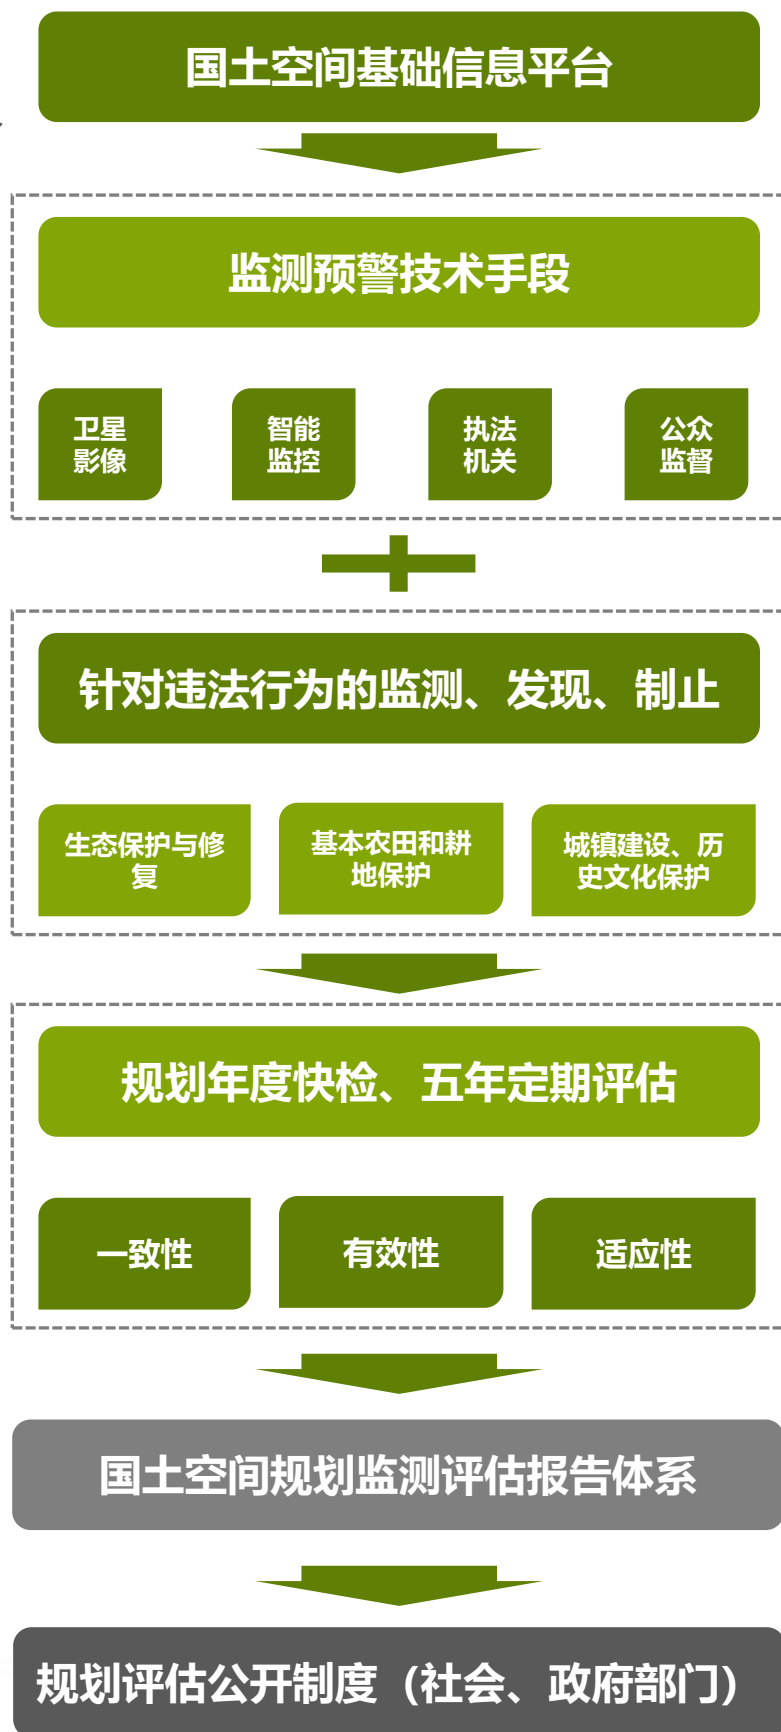 国土空间基础信息平台
监测预警技术手段
卫星
影像
智能
监控
执法
机关
公众
监督
针对违法行为的监测、发现、制止
生态保护与修
复
基本农田和耕
地保护
城镇建设、历
史文化保护
规划年度快检、五年定期评估
一致性
有效性
适应性
国土空间规划监测评估报告体系
规划评估公开制度（社会、政府部门）